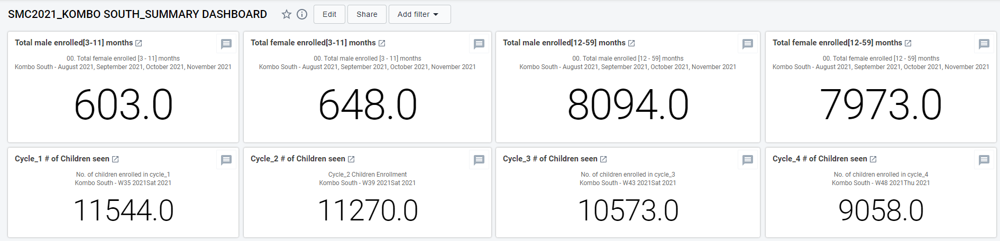 SMC2021_KOMBO SOUTH_SUMMARY DASHBOARD
Edit
Share
Add filter
Total male enrolled[3-11] months
00. Total female enrolled [3 - 11] months
Kombo South - August 2021, September 2021, October 2021, November 2021
603.0
Total female enrolled[3-11] months
00. Total male enrolled [3 - 11] months
Kombo South - August 2021, September 2021, October 2021, November 2021
648.0
Total male enrolled[12-59] months
00. Total male enrolled [12 - 59] months
Kombo South - August 2021, September 2021, October 2021, November 2021
8094.0
Total female enrolled[12-59] months
00. Total female enrolled [12 - 59] months
Kombo South - August 2021, September 2021, October 2021, November 2021
7973.0
Cycle_1 # of Children seen
No. of children enrolled in cycle_1
Kombo South - W35 2021Sat 2021
11544.0
Cycle_2 # of Children seen
Cycle_2 Children Enrollment
Kombo South - W39 2021Sat 2021
11270.0
Cycle_3 # of Children seen
No. of children enrolled in cycle_3
Kombo South - W43 2021Sat 2021
10573.0
Cycle_4 # of Children seen
No. of children enrolled in cycle_4
Kombo South - W48 2021Thu 2021
9058.0